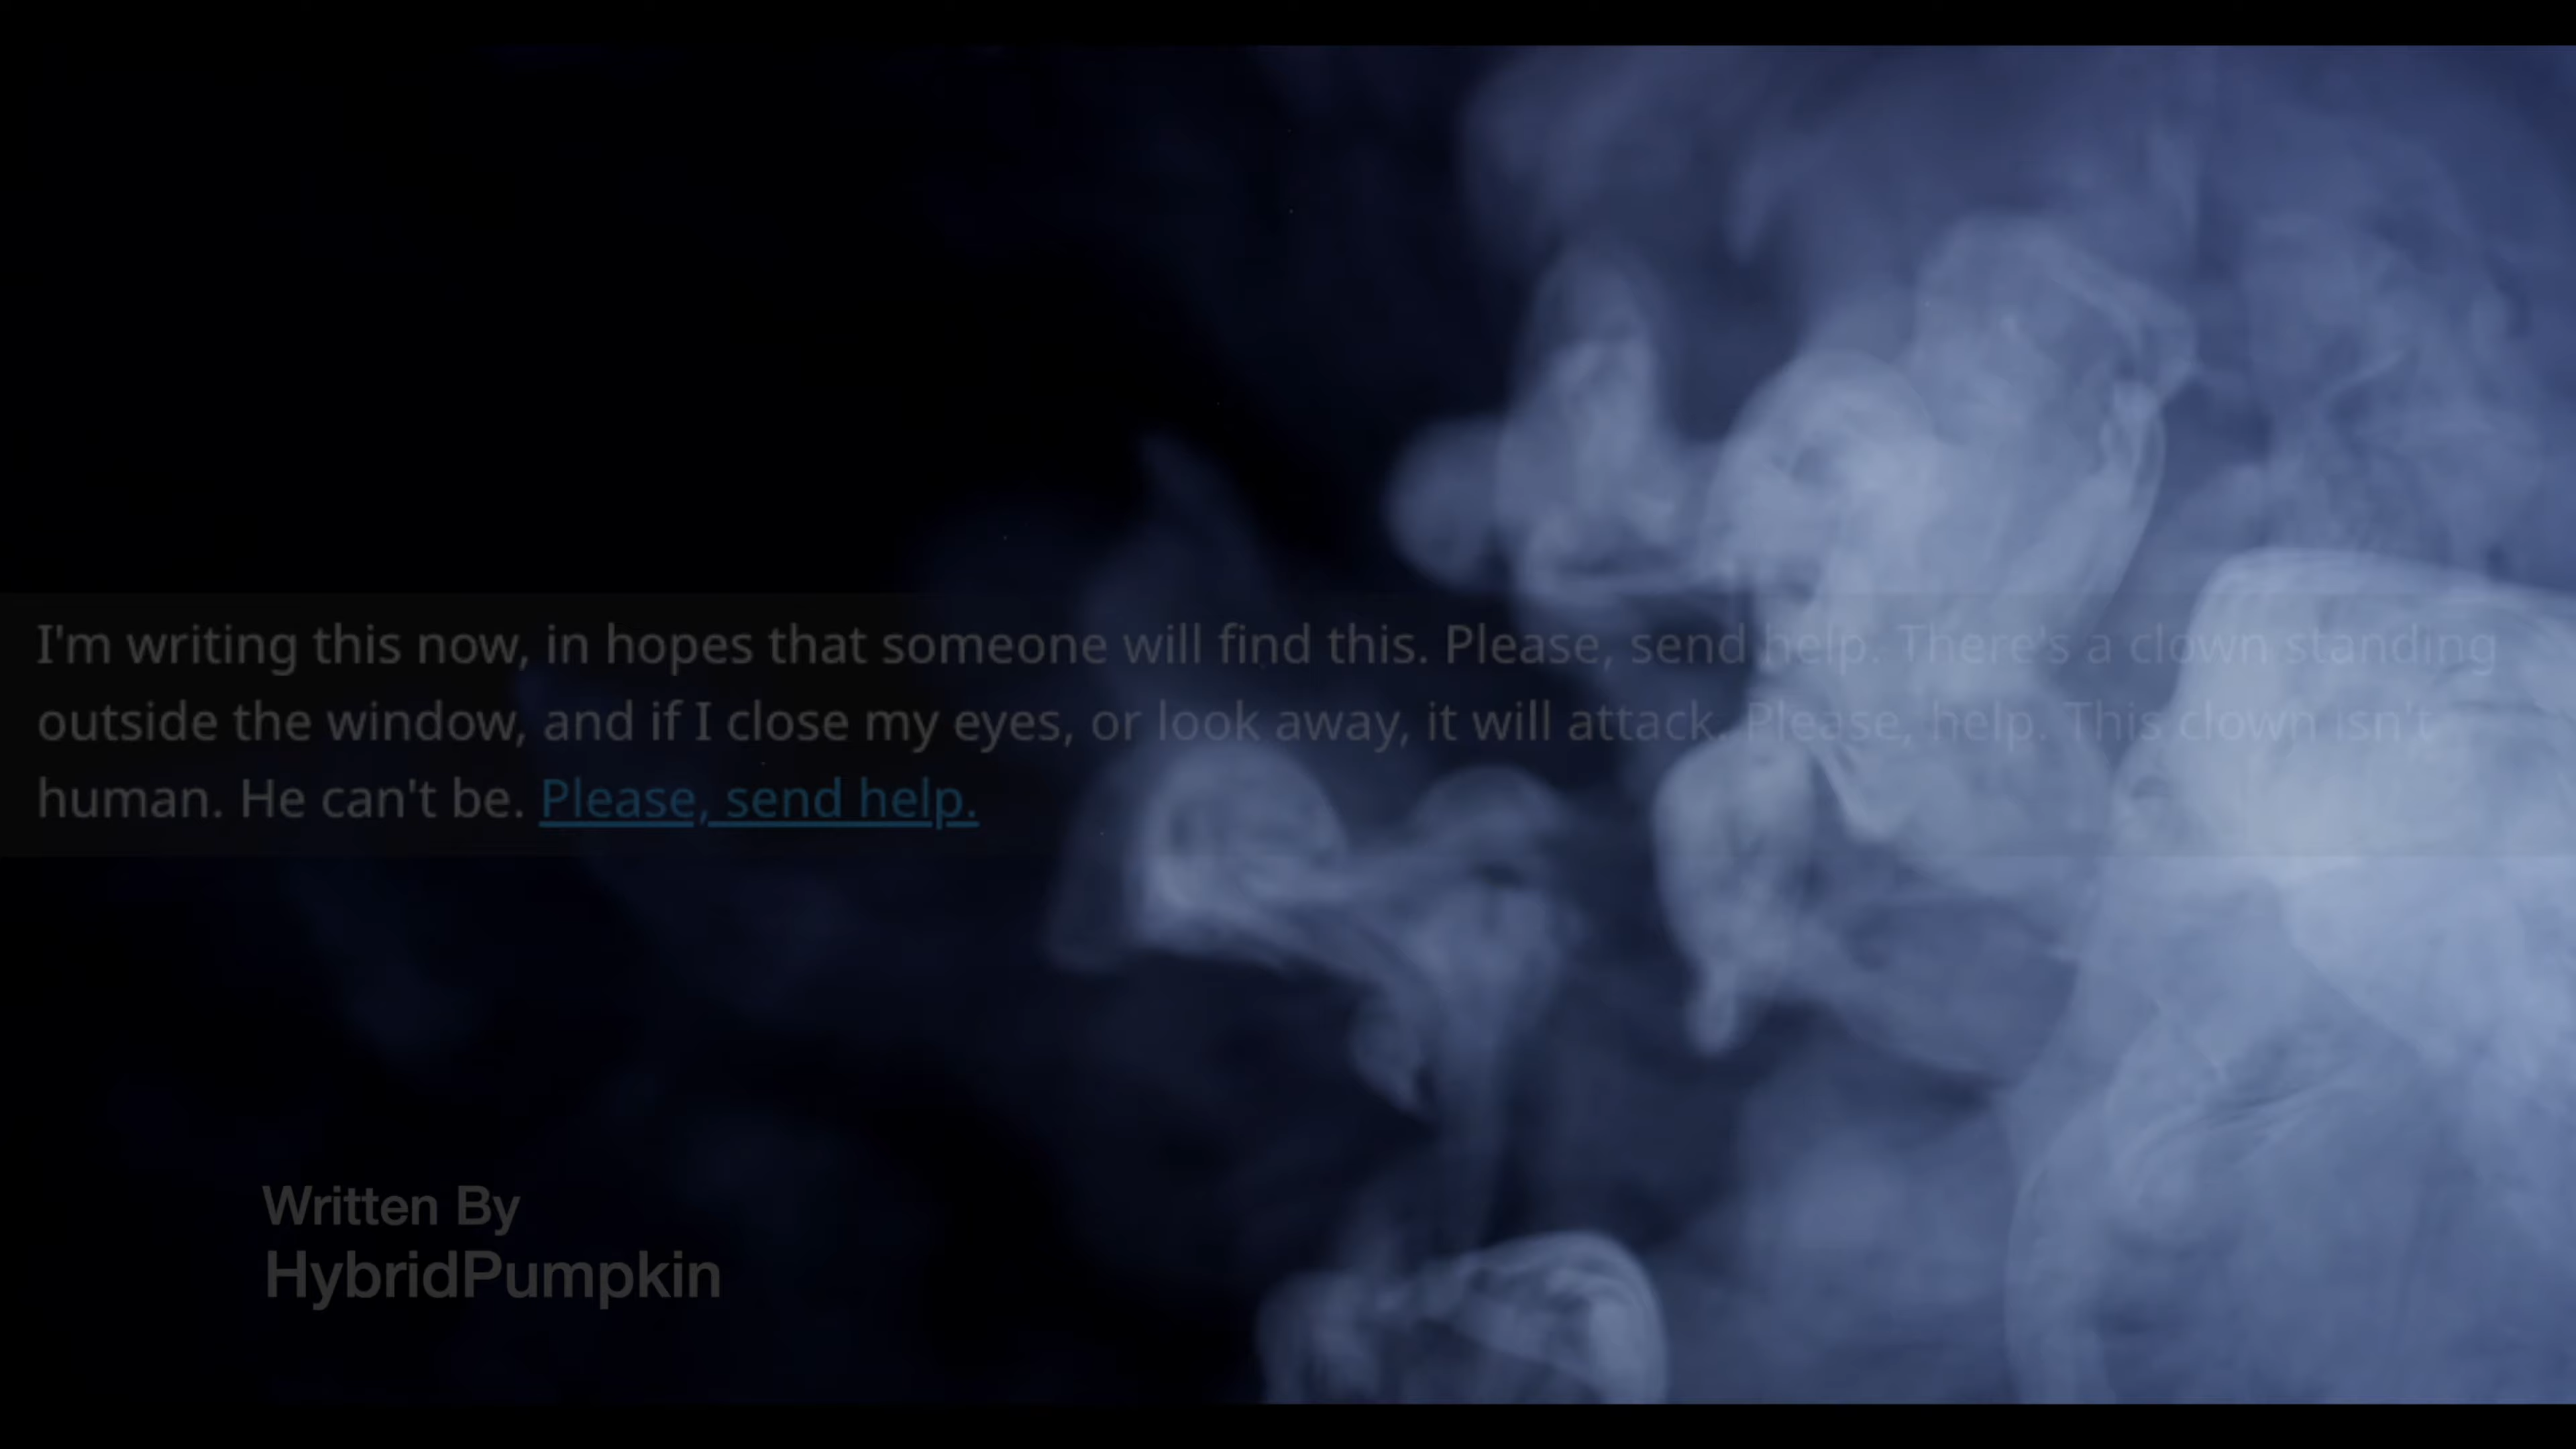 I'm writing this now, in hopes that someone will find this. Please, send help. There's a clown standing
outside the window, and if I close my eyes, or look away, it will attack. Please, help. This clown isn't
human. He can't be. Please, send help.
Written By
HybridPumpkin